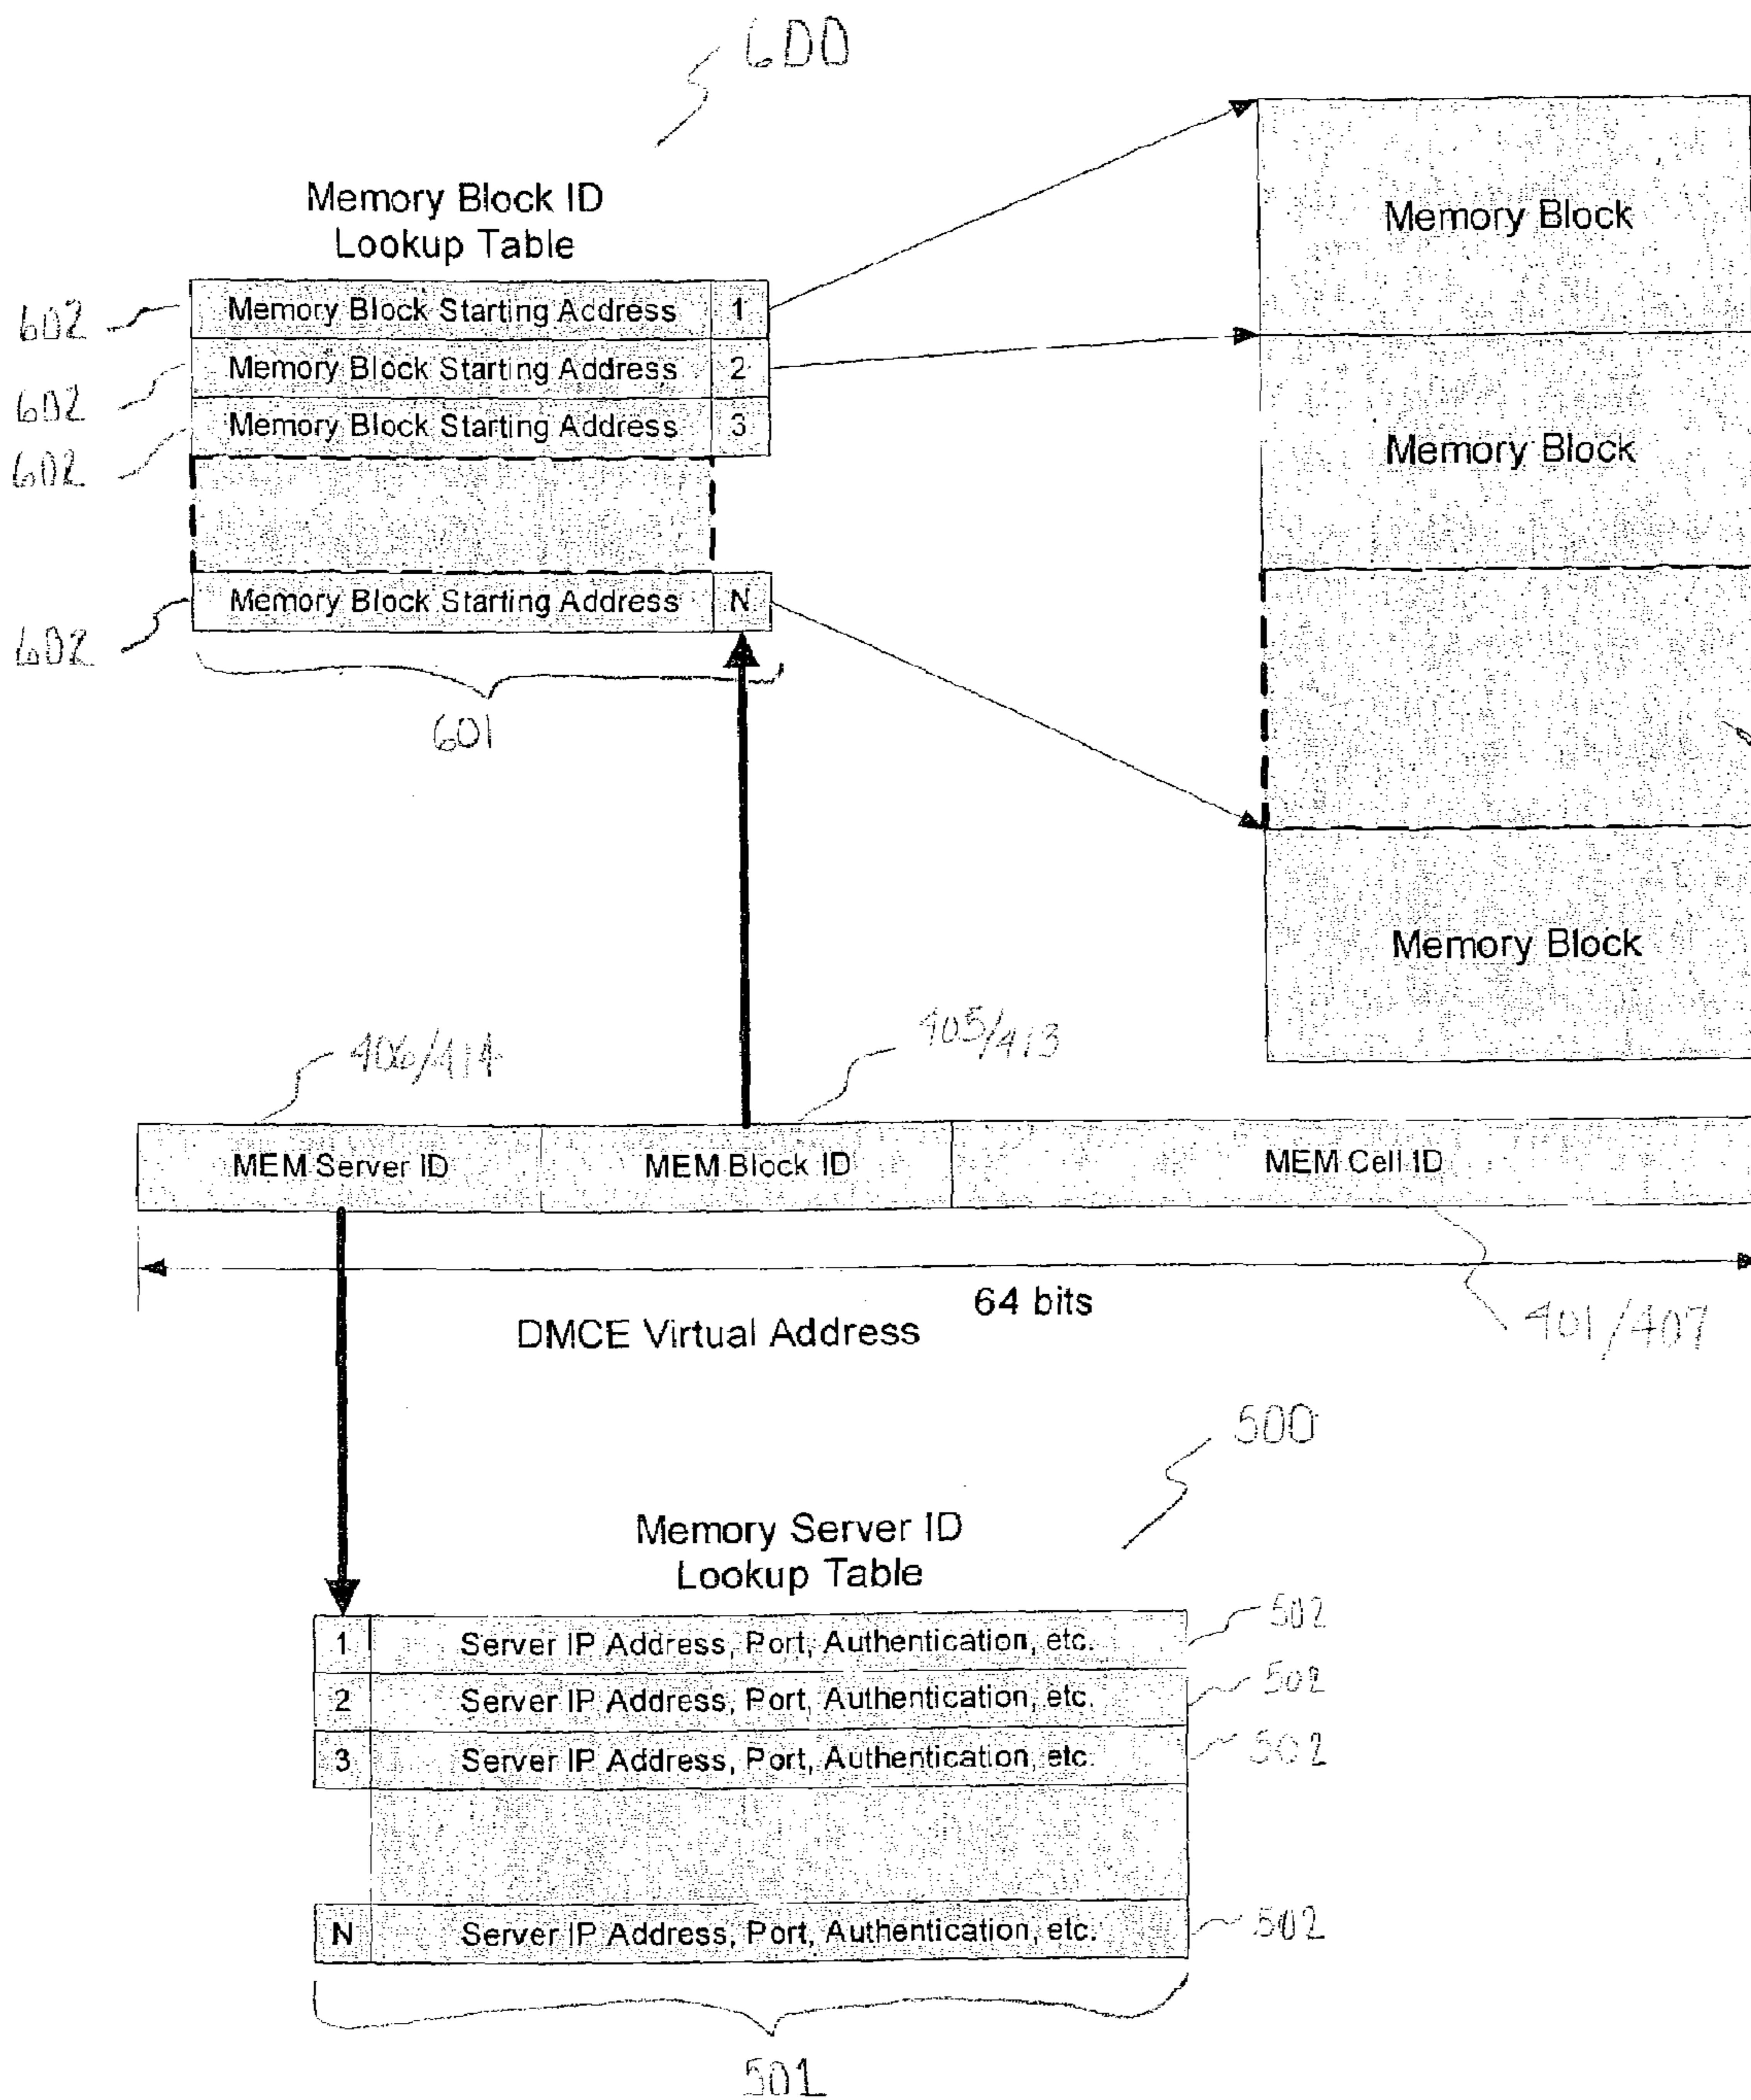 600
Memory Block ID
Lookup Table
Memory Block
602
Memory Block Starting Address 1
602
Memory Block Starting Address 2
602
Memory Block Starting Address 3
Memory Block
602
Memory Block Starting Address N
601
Memory Block
406/414
405/413
MEM Server ID
MEM Block ID
MEM Cell ID
64 bits
DMCE Virtual Address
401/407
500
Memory Server ID
Lookup Table
1 Server IP Address, Port, Authentication, etc.
502
2 Server IP Address, Port, Authentication, etc.
502
3 Server IP Address, Port, Authentication, etc.
502
N Server IP Address, Port, Authentication, etc.
502
501